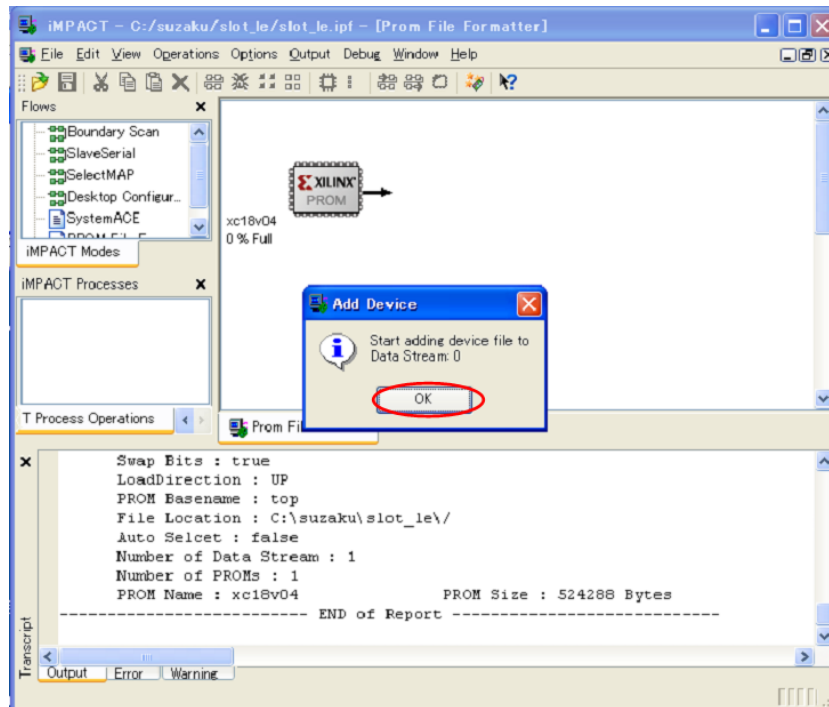 iMPACT - C:/suzaku/slot_le/slot_le.ipf - [Prom File Formatter]
File Edit View Operations Options Output Debug Window Help
Flows
Boundary Scan
SlaveSerial
SelectMAP
Desktop Configur...
SystemACE
iMPACT Modes
iMPACT Processes
T Process Operations
XILINX
PROM
xc18v04
0 % Full
Add Device
Start adding device file to
Data Stream: 0
OK
Prom Fi
Swap Bits : true
LoadDirection : UP
PROM Basename : top
File Location : C:\suzaku\slot_le\/
Auto Selcet : false
Number of Data Stream : 1
Number of PROMs : 1
PROM Name : xc18v04 PROM Size : 524288 Bytes
-------------------------- END of Report ----------------------------
Transcript
Output Error Warning